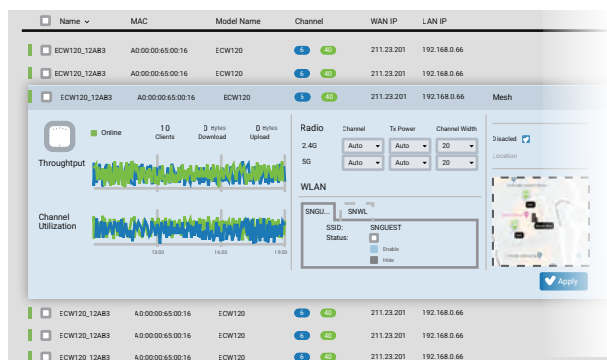 Name MAC Model Name Channel WAN IP LAN IP
ECW120_12AB3 A0:00:00:65:00:16 ECW120 6 40 211.23.201 192.168.0.66
ECW120_12AB3 A0:00:00:65:00:16 ECW120 6 40 211.23.201 192.168.0.66
ECW120_12AB3 A0:00:00:65:00:16 ECW120 6 40 211.23.201 192.168.0.66 Mesh
Online
10 Clients
0 Bytes Download
0 Bytes Upload
Throughtput
Channel Utilization
13:00 16:00 19:00
Radio Channel Tx Power Channel Width
2.4G Auto Auto 20
5G Auto Auto 20
WLAN
SNGU... SNWL
SSID: SNGUEST
Status:
Enable
Hide
Disacled
Location
Apply
ECW120_12AB3 A0:00:00:65:00:16 ECW120 6 40 211.23.201 192.168.0.66
ECW120_12AB3 A0:00:00:65:00:16 ECW120 6 40 211.23.201 192.168.0.66
ECW120_12AB3 A0:00:00:65:00:16 ECW120 6 40 211.23.201 192.168.0.66